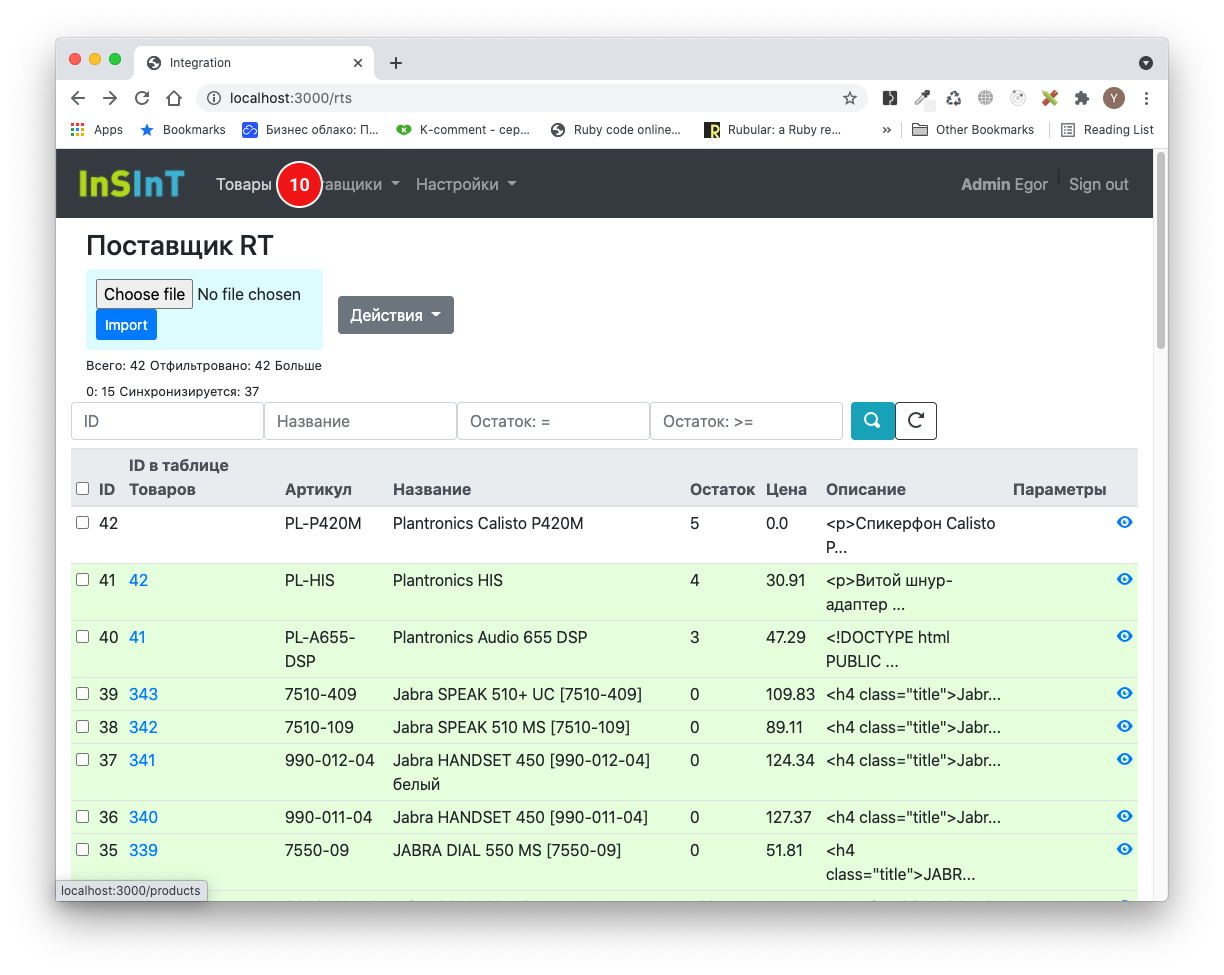 Integration
localhost:3000/rts
Y
Apps Bookmarks Бизнес облако: П... K-comment - сер... Ruby code online... Rubular: a Ruby re... » Other Bookmarks Reading List
InSInT Товары 10 авщики Настройки Admin Egor Sign out
Поставщик RT
Choose file No file chosen
Import
Действия
Всего: 42 Отфильтровано: 42 Больше
0: 15 Синхронизируется: 37
ID Название Остаток: = Остаток: >=
ID в таблице
ID Товаров Артикул Название Остаток Цена Описание Параметры
42 PL-P420M Plantronics Calisto P420M 5 0.0 <p>Спикерфон Calisto
P...
41 42 PL-HIS Plantronics HIS 4 30.91 <p>Витой шнур-
адаптер ...
40 41 PL-A655- Plantronics Audio 655 DSP 3 47.29 <!DOCTYPE html
DSP PUBLIC ...
39 343 7510-409 Jabra SPEAK 510+ UC [7510-409] 0 109.83 <h4 class="title">Jabr...
38 342 7510-109 Jabra SPEAK 510 MS [7510-109] 0 89.11 <h4 class="title">Jabr...
37 341 990-012-04 Jabra HANDSET 450 [990-012-04] 0 124.34 <h4 class="title">Jabr...
белый
36 340 990-011-04 Jabra HANDSET 450 [990-011-04] 0 127.37 <h4 class="title">Jabr...
35 339 7550-09 JABRA DIAL 550 MS [7550-09] 0 51.81 <h4
class="title">JABR...
localhost:3000/products